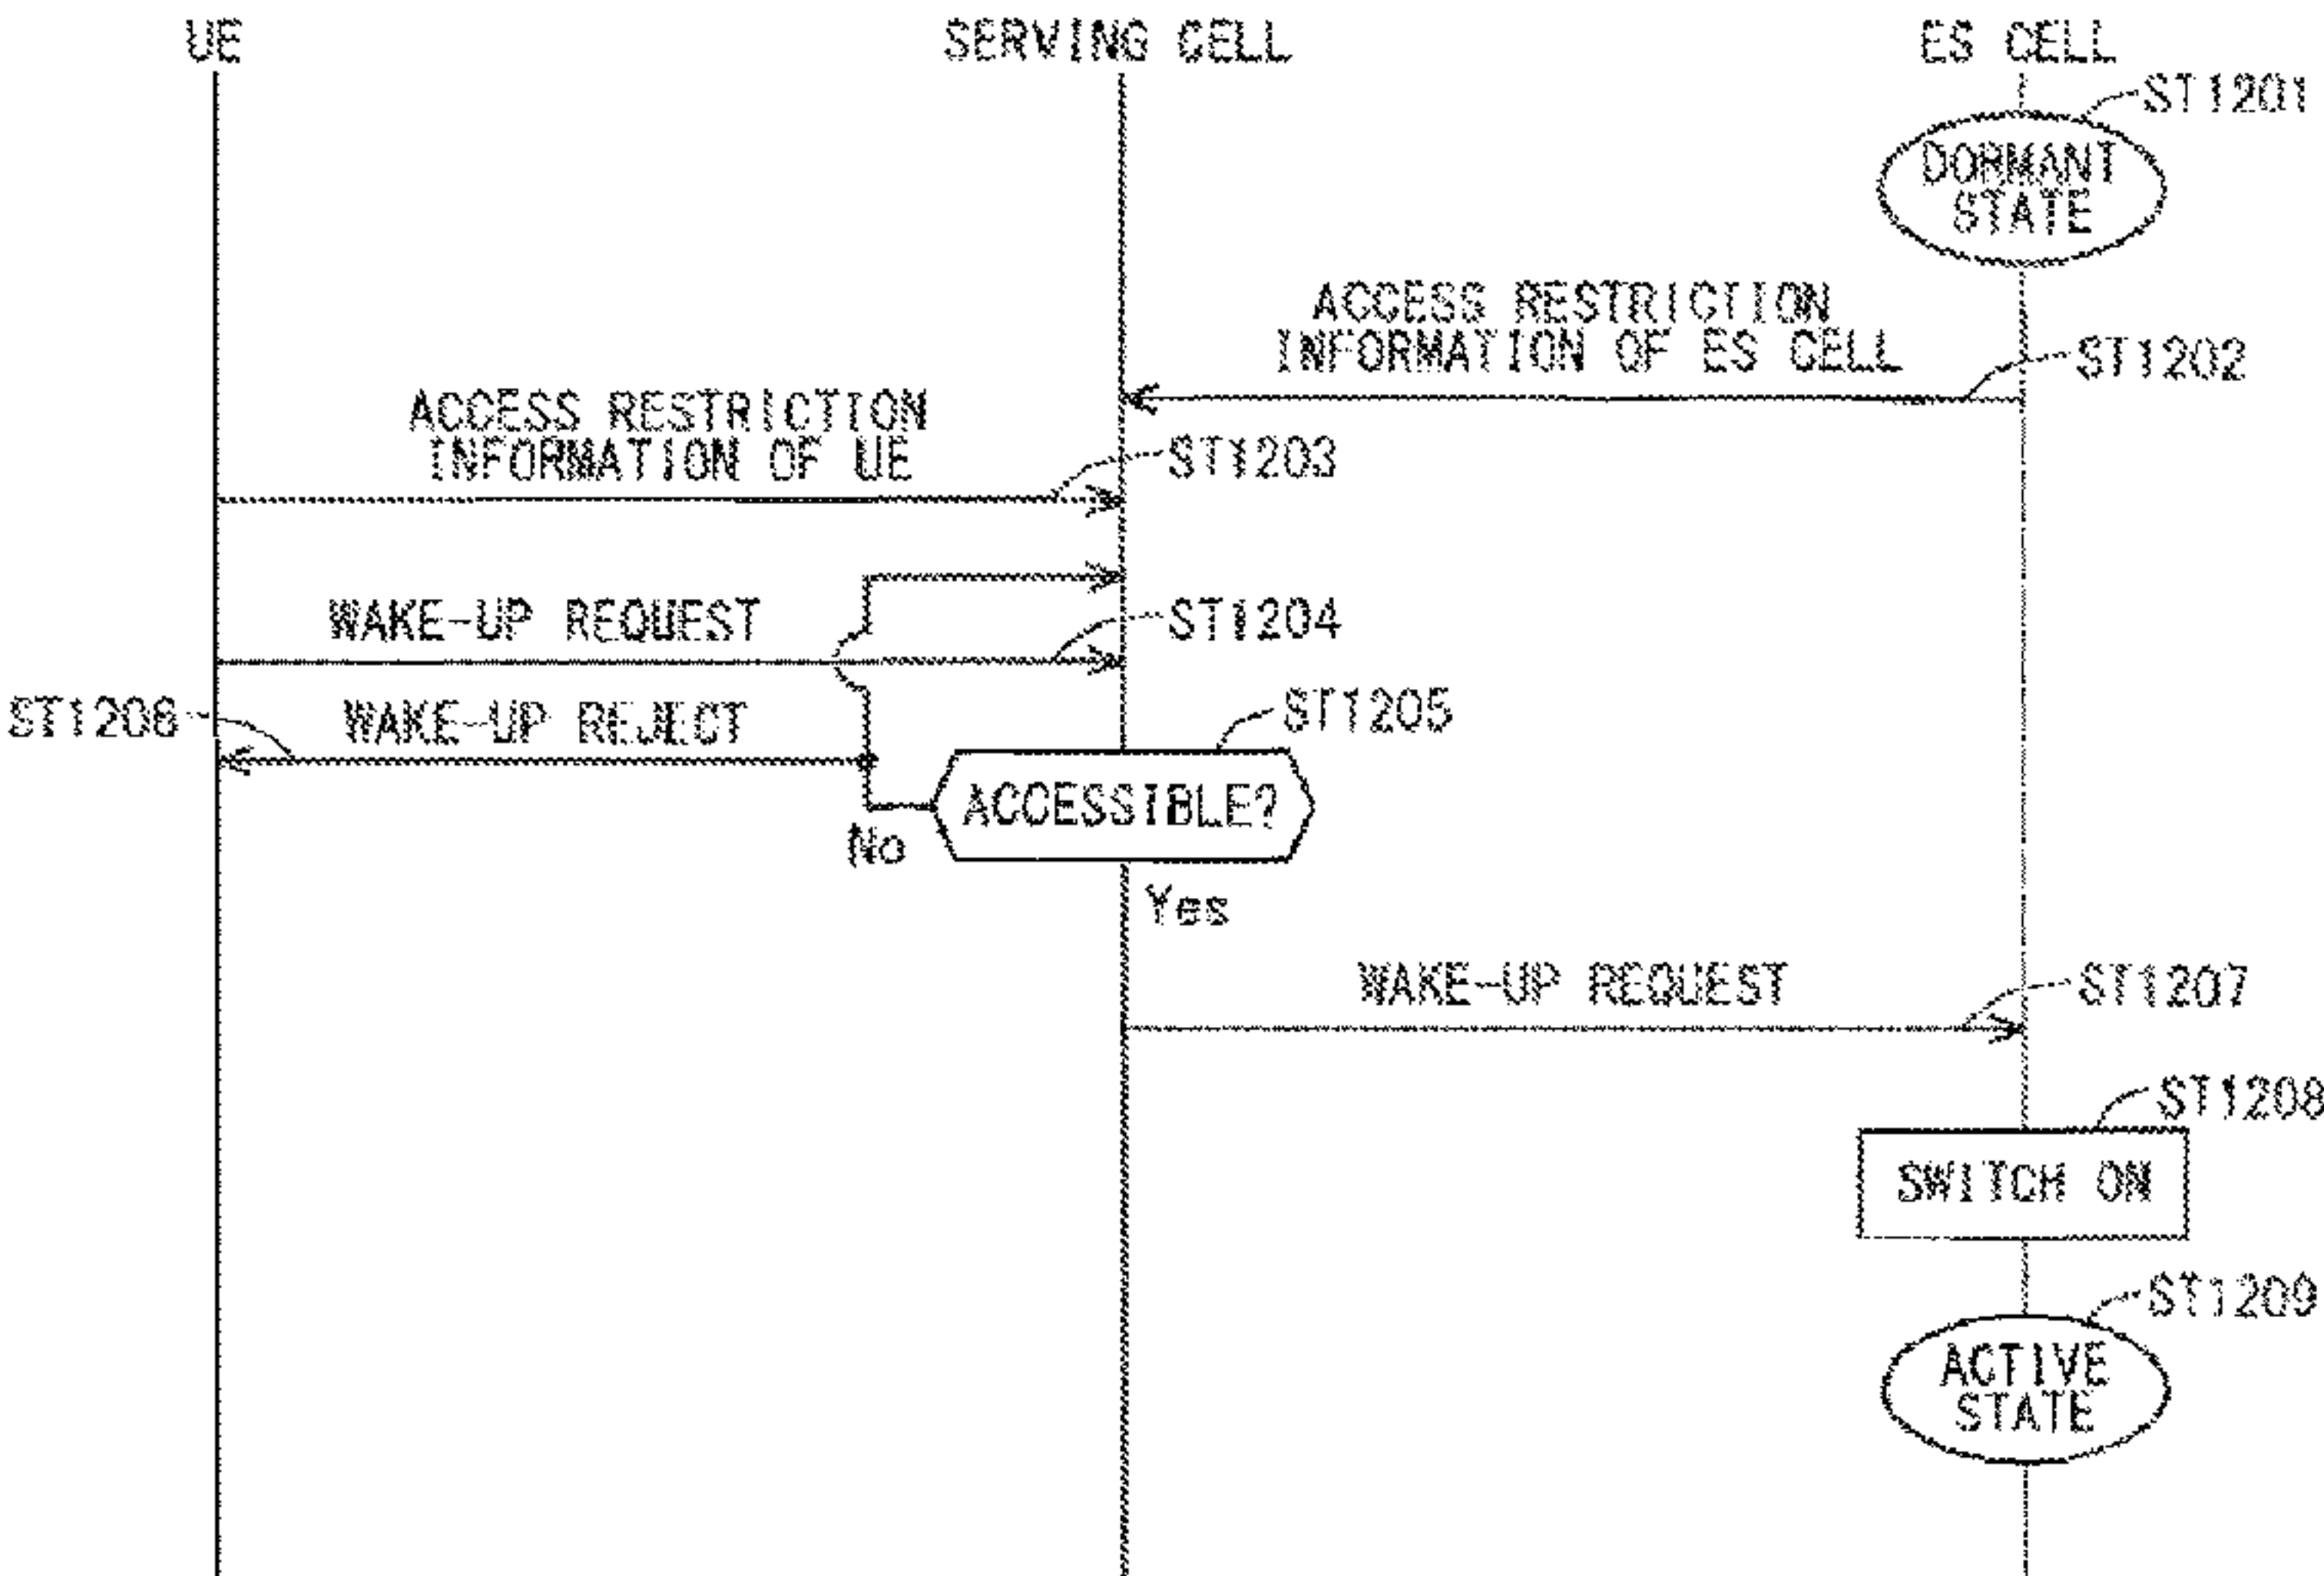 UE
SERVING CELL
ES CELL
ST1201
DORMANT
STATE
ACCESS RESTRICTION
INFORMATION OF ES CELL
ST1202
ACCESS RESTRICTION
INFORMATION OF UE
ST1203
WAKE-UP REQUEST
ST1204
ST1206
WAKE-UP REJECT
ST1205
ACCESSIBLE?
No
Yes
WAKE-UP REQUEST
ST1207
ST1208
SWITCH ON
ST1209
ACTIVE
STATE